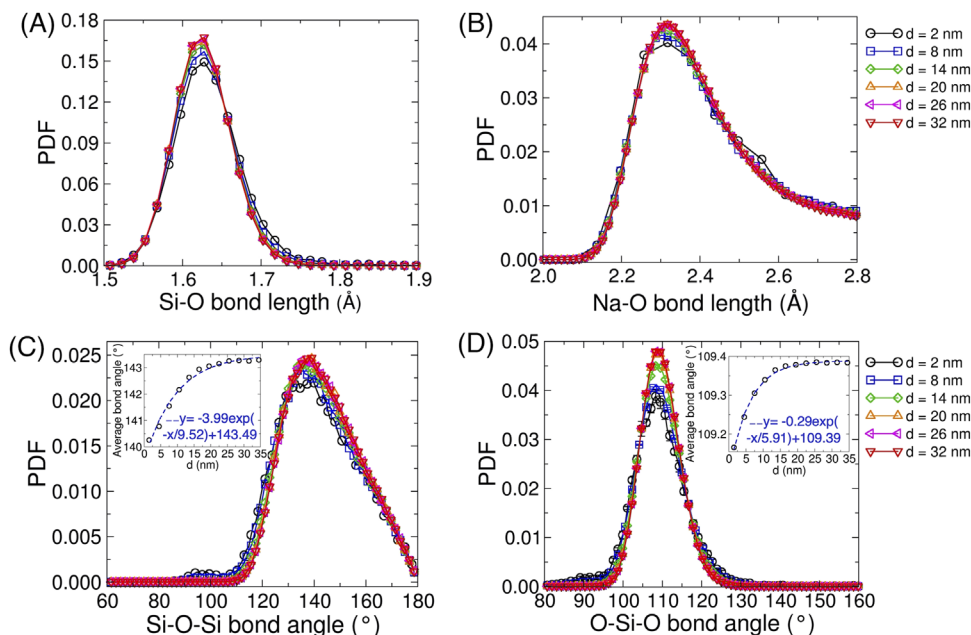 (A)
0.18
0.15
0.12
0.09
0.06
0.03
0.00
PDF
1.5 1.6 1.7 1.8 1.9
Si-O bond length (Å)
(B)
0.04
0.03
0.02
0.01
0.00
PDF
2.0 2.2 2.4 2.6 2.8
Na-O bond length (Å)
d = 2 nm
d = 8 nm
d = 14 nm
d = 20 nm
d = 26 nm
d = 32 nm
(C)
0.025
0.020
0.015
0.010
0.005
0.000
PDF
60 80 100 120 140 160 180
Si-O-Si bond angle (°)
Average bond angle (°)
143
142
141
140
0 5 10 15 20 25 30 35
d (nm)
--y= -3.99exp(
-x/9.52)+143.49
(D)
0.05
0.04
0.03
0.02
0.01
0.00
PDF
80 90 100 110 120 130 140 150 160
O-Si-O bond angle (°)
Average bond angle (°)
109.4
109.3
109.2
0 5 10 15 20 25 30 35
d (nm)
--y= -0.29exp(
-x/5.91)+109.39
d = 2 nm
d = 8 nm
d = 14 nm
d = 20 nm
d = 26 nm
d = 32 nm